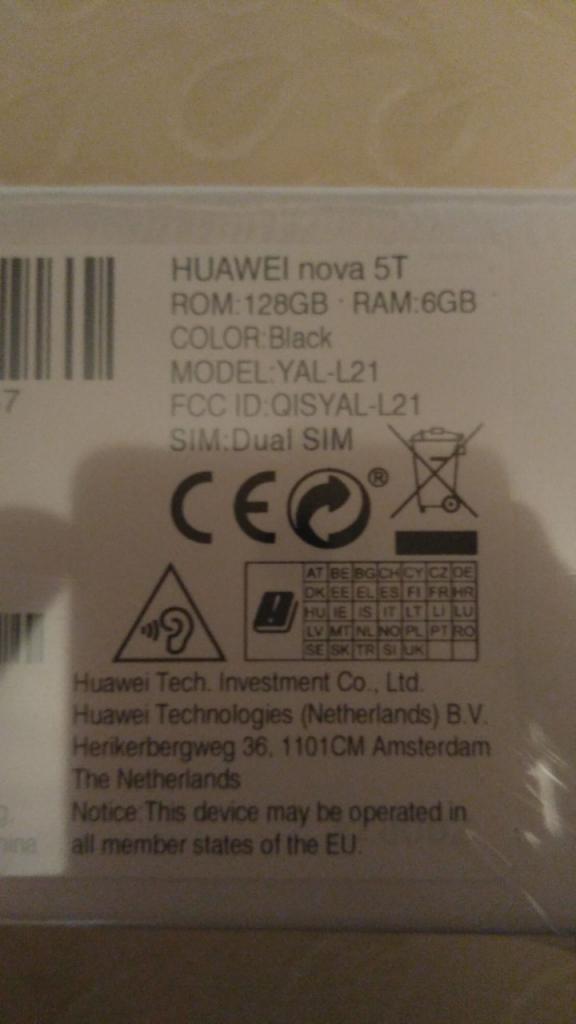 HUAWEI nova 5T
ROM:128GB · RAM:6GB
COLOR:Black
MODEL:YAL-L21
7
FCC ID:QISYAL-L21
SIM:Dual SIM
CE ®
AT BE BG CH CY CZ DE
DK EE EL ES FI FR HR
HU IE IS IT LT LI LU
LV MT NL NO PL PT RO
SE SK TR SI UK
Huawei Tech. Investment Co., Ltd.
Huawei Technologies (Netherlands) B.V.
Herikerbergweg 36, 1101CM Amsterdam
The Netherlands
Notice:This device may be operated in
all member states of the EU.